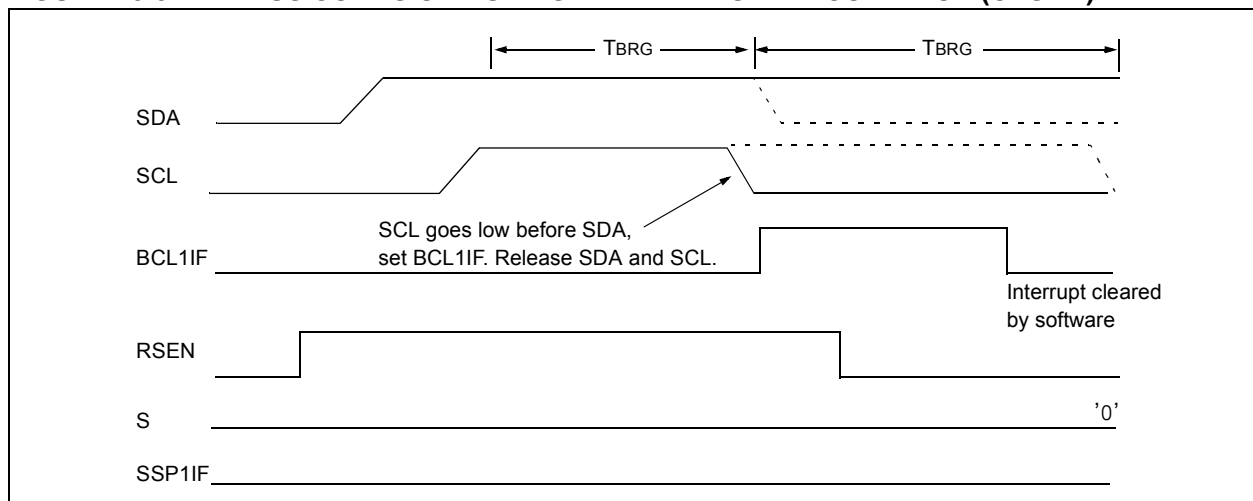 TBRG TBRG
SDA
SCL
SCL goes low before SDA,
set BCL1IF. Release SDA and SCL.
BCL1IF
Interrupt cleared
by software
RSEN
S
'0'
SSP1IF